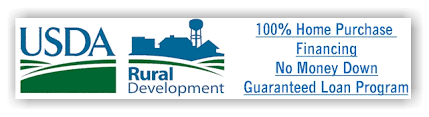 USDA
Rural
Development
100% Home Purchase
Financing
No Money Down
Guaranteed Loan Program